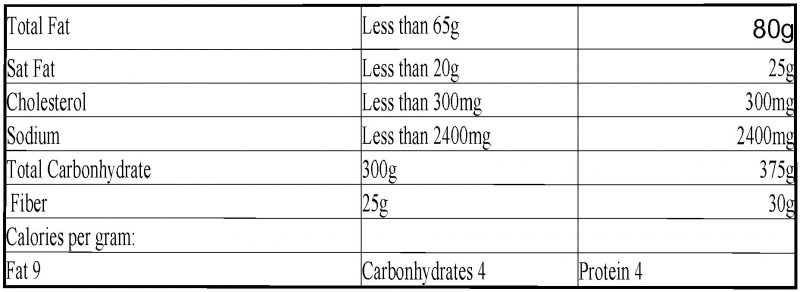 Total Fat Less than 65g 80g
Sat Fat Less than 20g 25g
Cholesterol Less than 300mg 300mg
Sodium Less than 2400mg 2400mg
Total Carbonhydrate 300g 375g
Fiber 25g 30g
Calories per gram:
Fat 9 Carbonhydrates 4 Protein 4